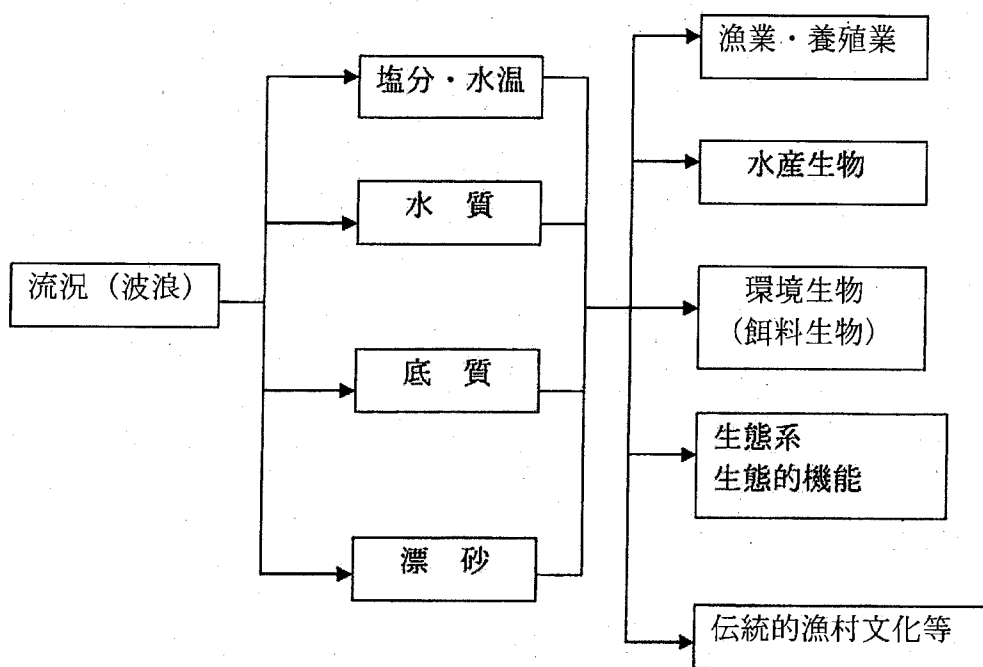 流況（波浪）
塩分・水温
水　質
底　質
漂　砂
漁業・養殖業
水産生物
環境生物
(餌料生物）
生態系
生態的機能
伝統的漁村文化等